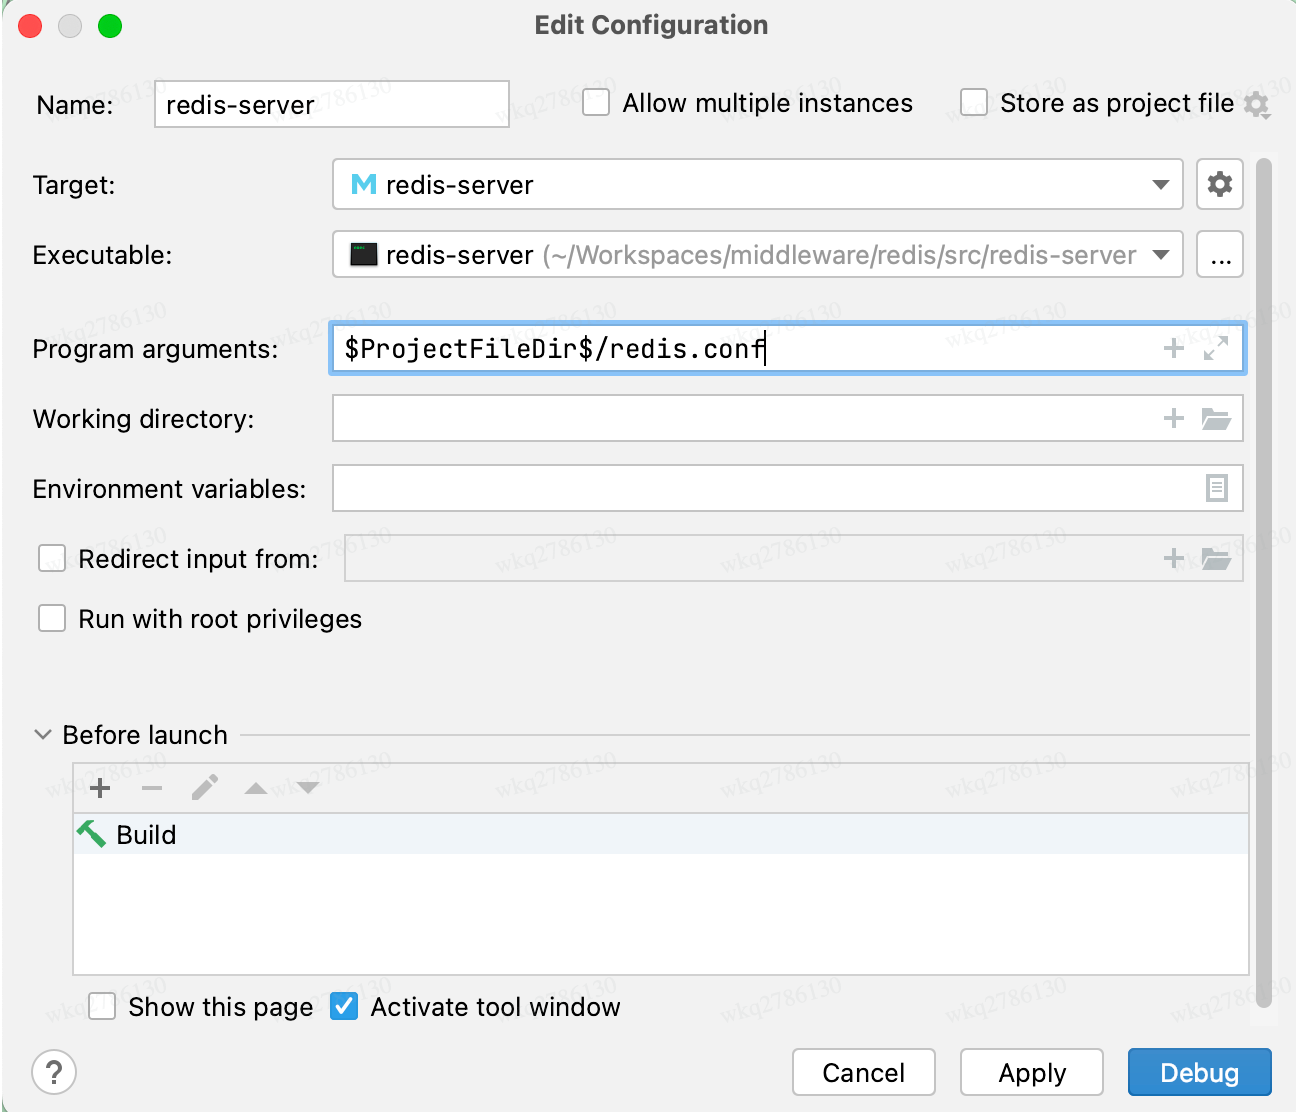 Edit Configuration
Name: redis-server Allow multiple instances Store as project file
Target: redis-server
Executable: redis-server (~/Workspaces/middleware/redis/src/redis-server ...
Program arguments: $ProjectFileDir$/redis.conf
Working directory:
Environment variables:
Redirect input from:
Run with root privileges
Before launch
Build
Show this page Activate tool window
? Cancel Apply Debug
wkq2786130